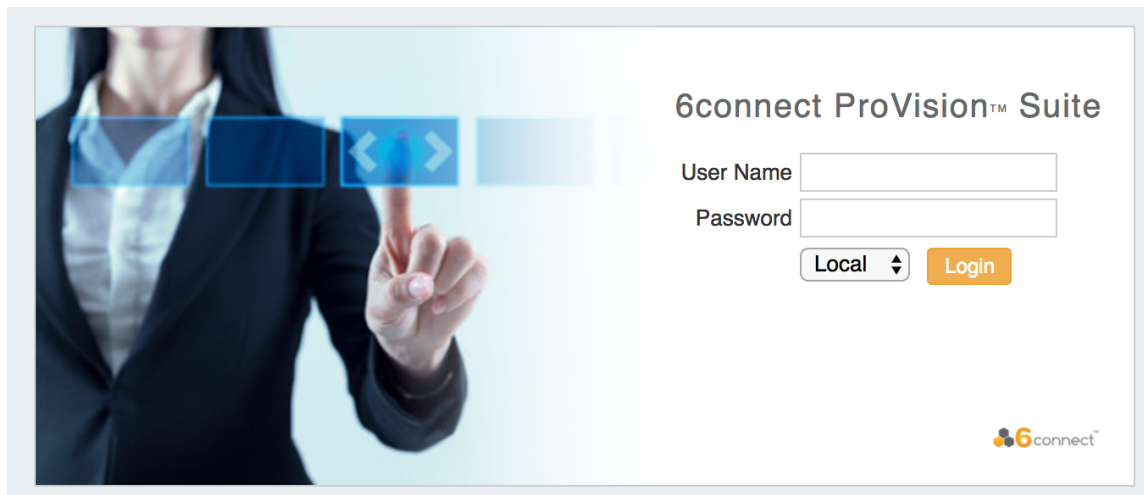 6connect ProVision™ Suite
User Name
Password
Local Login
6connect™